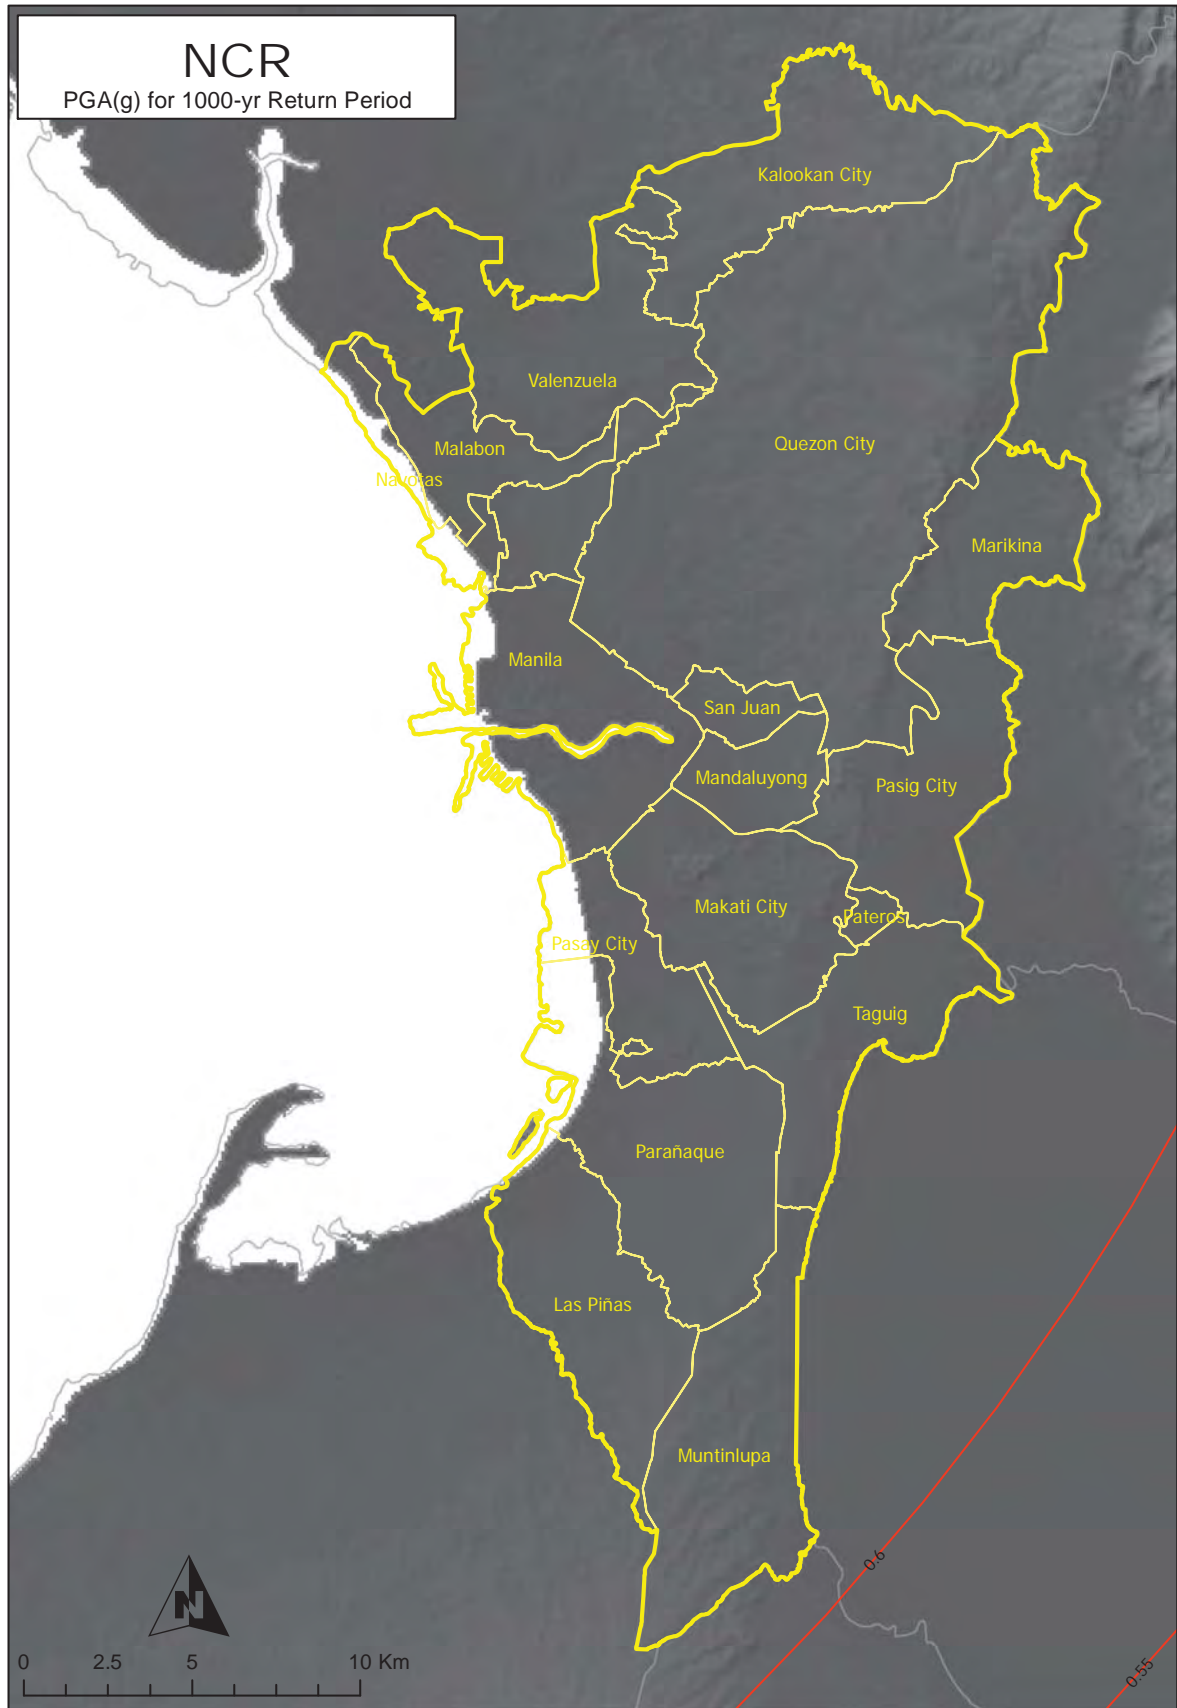 NCR
PGA(g) for 1000-yr Return Period
Kalookan City
Valenzuela
Quezon City
Malabon
Navotas
Marikina
Manila
San Juan
Mandaluyong
Pasig City
Makati City
Pateros
Pasay City
Taguig
Parañaque
Las Piñas
Muntinlupa
0.6
0.55
N
0 2.5 5 10 Km